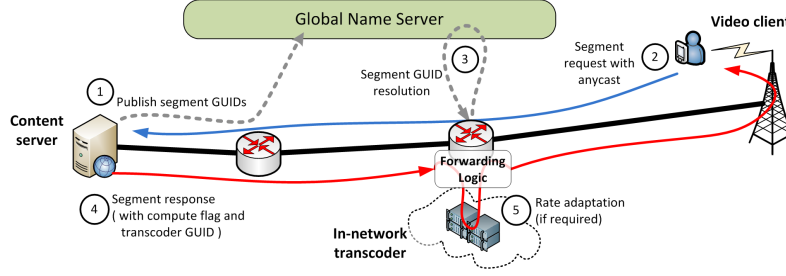 Global Name Server
Video client
1
Publish segment GUIDs
Segment GUID
resolution
3
Segment
request with
anycast
2
Content
server
Forwarding
Logic
4
Segment response
( with compute flag and
transcoder GUID )
5
Rate adaptation
(if required)
In-network
transcoder